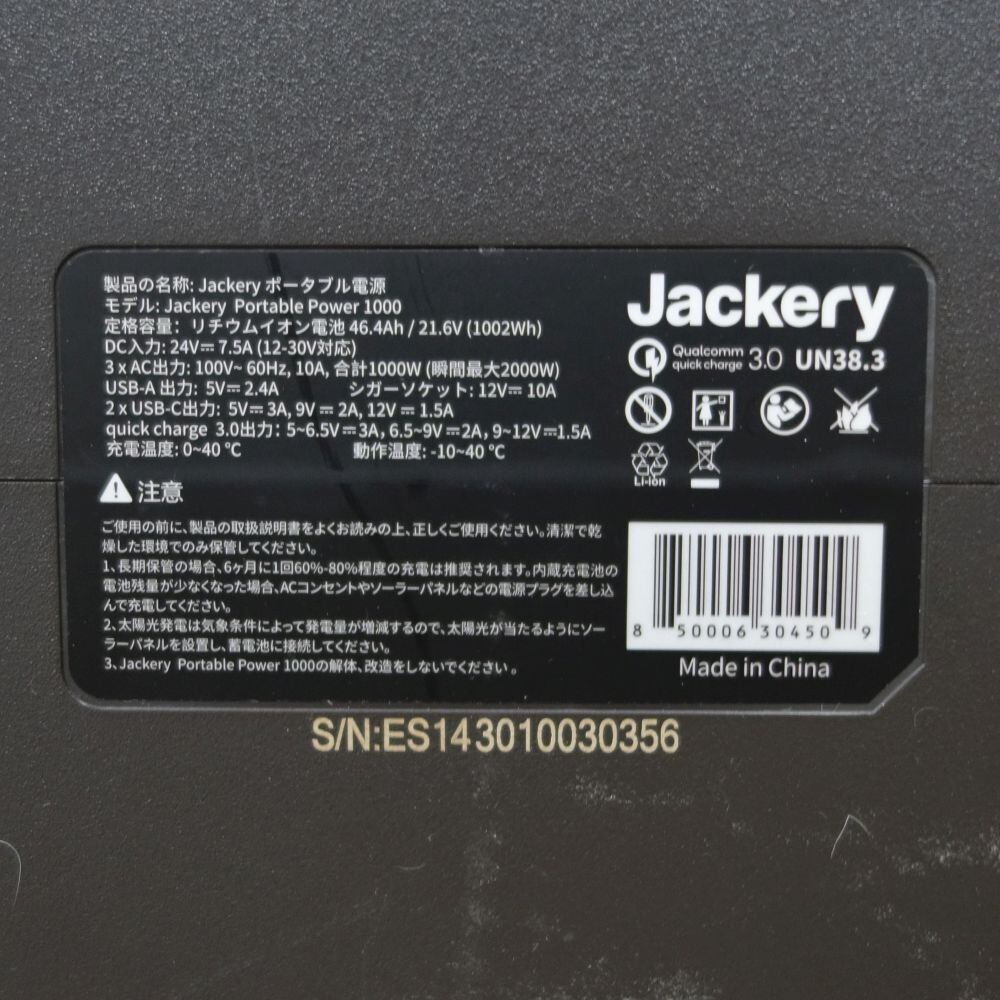 製品の名称: Jackery ポータブル電源
モデル: Jackery Portable Power 1000
定格容量: リチウムイオン電池 46.4Ah / 21.6V (1002Wh)
DC入力: 24V⎓ 7.5A (12-30V対応)
3 x AC出力: 100V~ 60Hz, 10A, 合計1000W (瞬間最大2000W)
USB-A 出力: 5V⎓ 2.4A シガーソケット: 12V⎓ 10A
2 x USB-C出力: 5V⎓ 3A, 9V⎓ 2A, 12V⎓ 1.5A
quick charge 3.0出力: 5~6.5V⎓3A, 6.5~9V⎓2A, 9~12V⎓1.5A
充電温度: 0~40 ℃ 動作温度: -10~40 ℃
注意
ご使用の前に、製品の取扱説明書をよくお読みの上、正しくご使用ください。清潔で乾
燥した環境でのみ保管してください。
1、長期保管の場合、6ヶ月に1回60%-80%程度の充電は推奨されます。内蔵充電池の
電池残量が少なくなった場合、ACコンセントやソーラーパネルなどの電源プラグを差し込
んで充電してください。
2、太陽光発電は気象条件によって発電量が増減するので、太陽光が当たるようにソー
ラーパネルを設置し、蓄電池に接続してください。
3、Jackery Portable Power 1000の解体、改造をしないでください。
Jackery
Qualcomm
quick charge 3.0 UN38.3
Li-ion
8 50006 30450 9
Made in China
S/N:ES143010030356